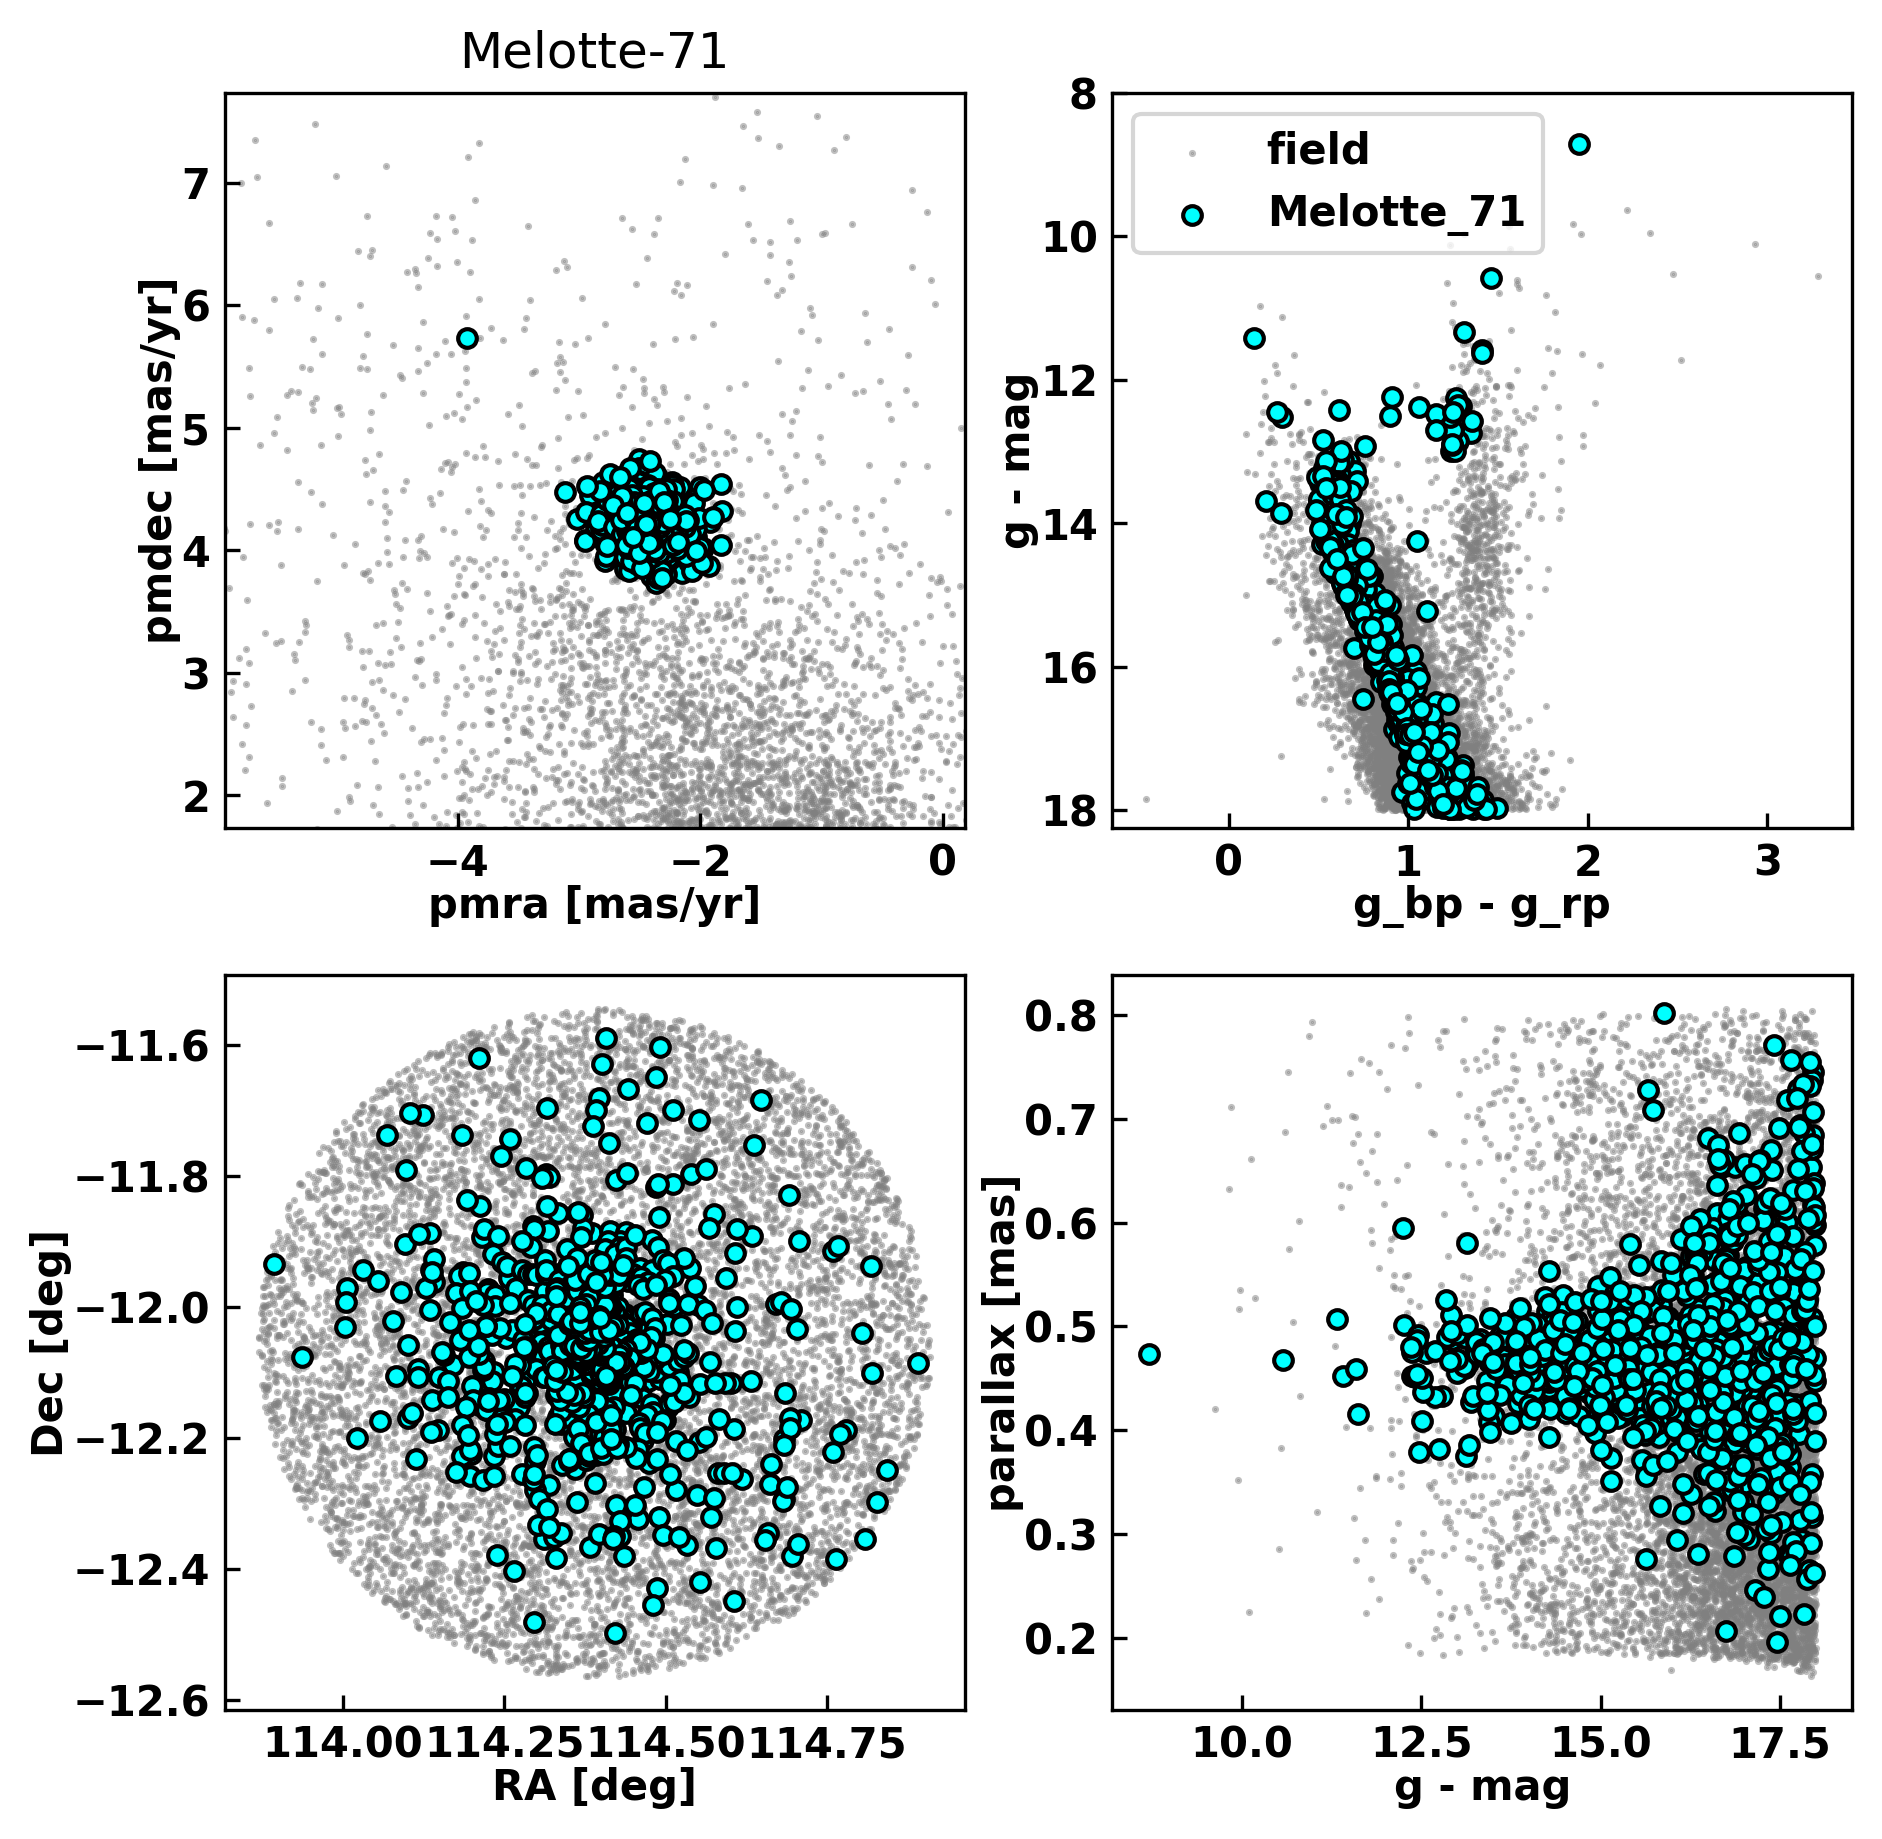 Melotte-71
7
6
5
4
3
2
pmdec [mas/yr]
−4 −2 0
pmra [mas/yr]
8
10
12
14
16
18
g - mag
field
Melotte_71
0 1 2 3
g_bp - g_rp
−11.6
−11.8
−12.0
−12.2
−12.4
−12.6
Dec [deg]
114.00 114.25 114.50 114.75
RA [deg]
0.8
0.7
0.6
0.5
0.4
0.3
0.2
parallax [mas]
10.0 12.5 15.0 17.5
g - mag